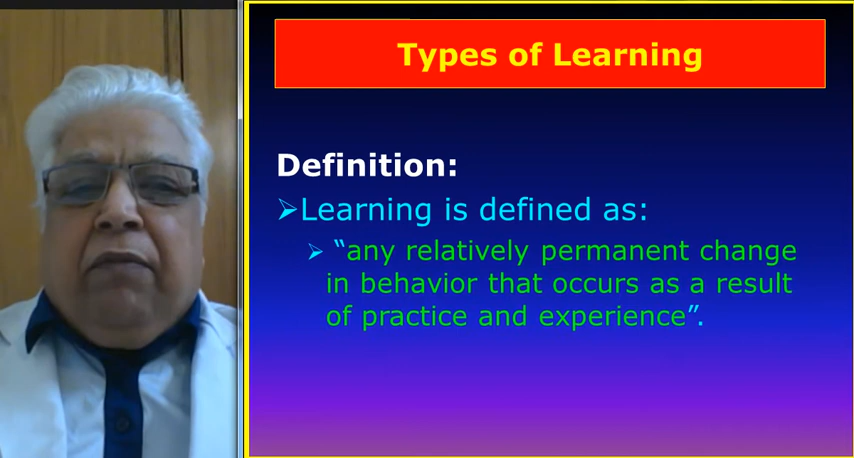 Types of Learning
Definition:
➢Learning is defined as:
➢ “any relatively permanent change
in behavior that occurs as a result
of practice and experience”.